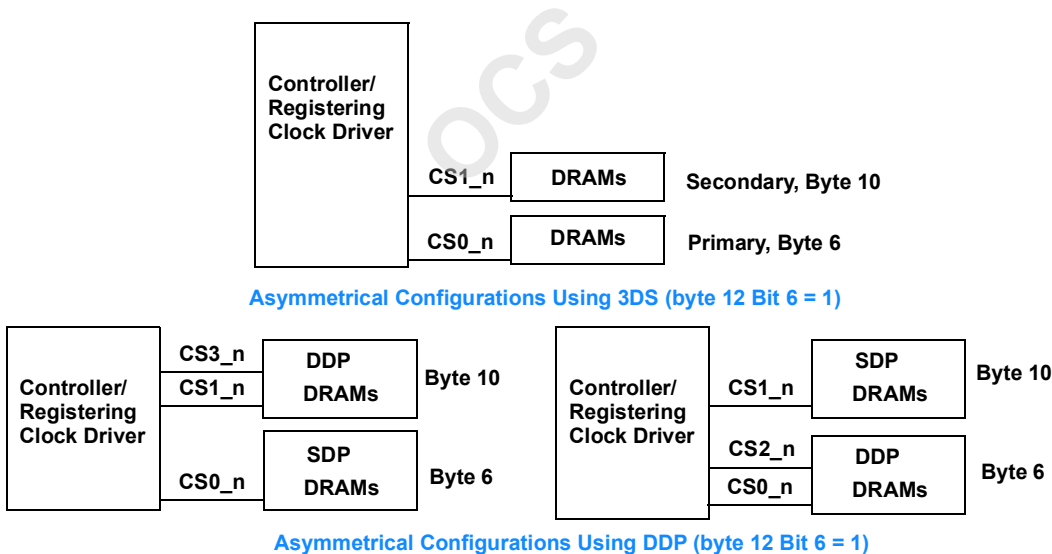 OCS
Controller/
Registering
Clock Driver
CS1_n
DRAMs
Secondary, Byte 10
CS0_n
DRAMs
Primary, Byte 6
Asymmetrical Configurations Using 3DS (byte 12 Bit 6 = 1)
Controller/
Registering
Clock Driver
CS3_n
CS1_n
DDP
DRAMs
Byte 10
CS0_n
SDP
DRAMs
Byte 6
Controller/
Registering
Clock Driver
CS1_n
SDP
DRAMs
Byte 10
CS2_n
CS0_n
DDP
DRAMs
Byte 6
Asymmetrical Configurations Using DDP (byte 12 Bit 6 = 1)